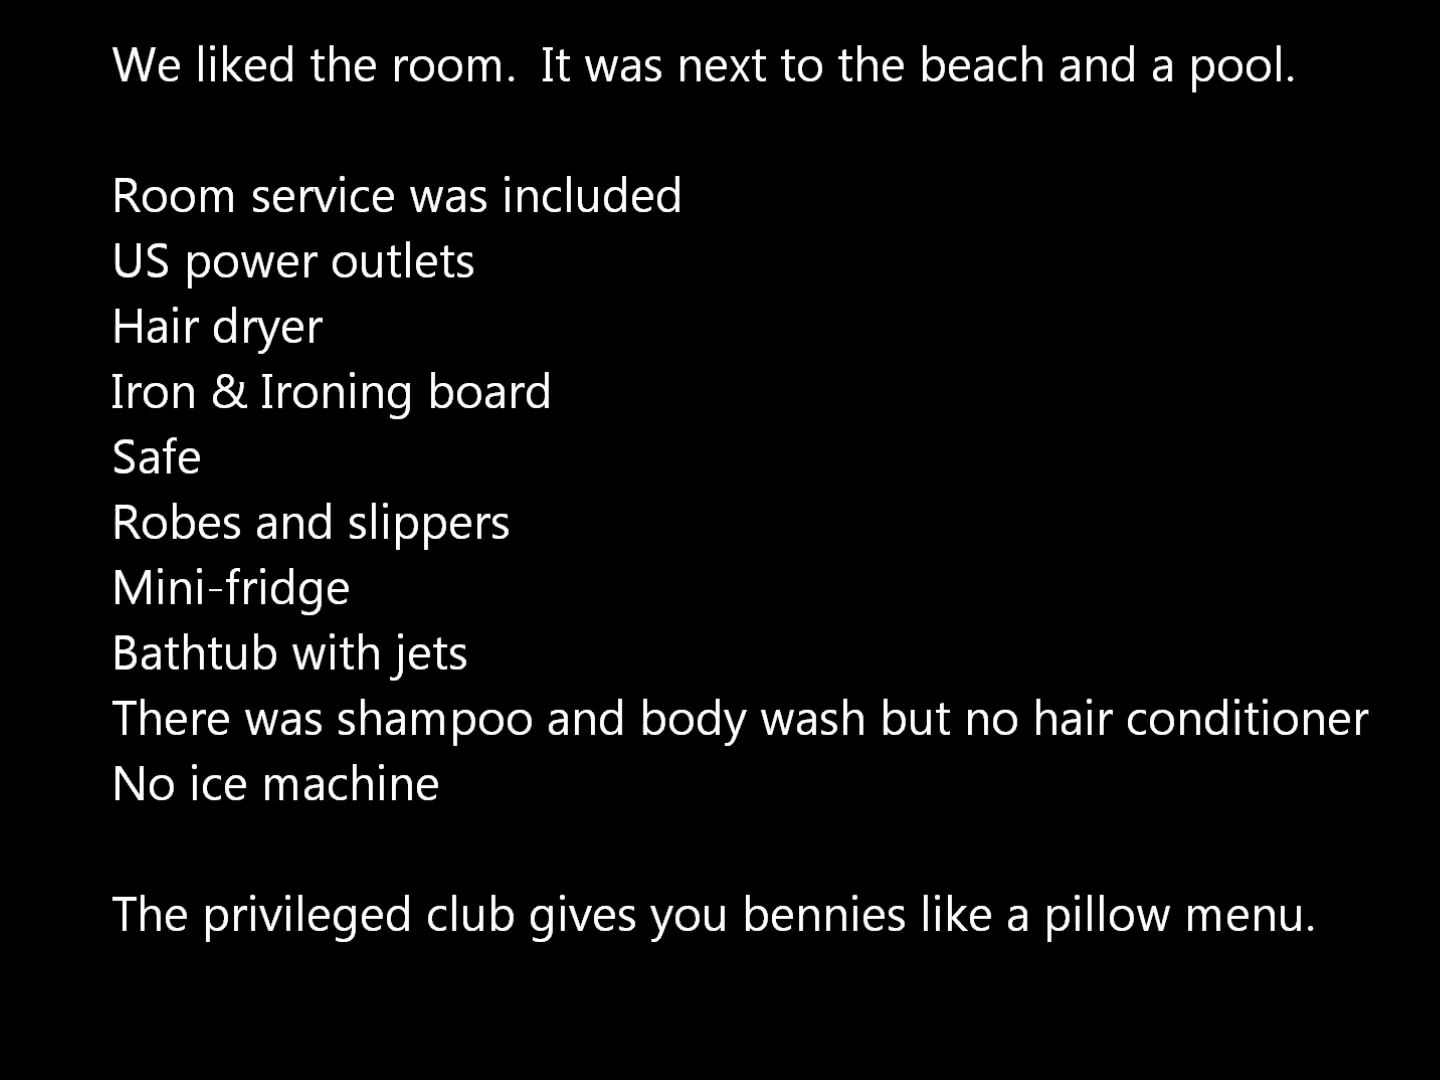 We liked the room.  It was next to the beach and a pool.
Room service was included
US power outlets
Hair dryer
Iron & Ironing board
Safe
Robes and slippers
Mini-fridge
Bathtub with jets
There was shampoo and body wash but no hair conditioner
No ice machine
The privileged club gives you bennies like a pillow menu.